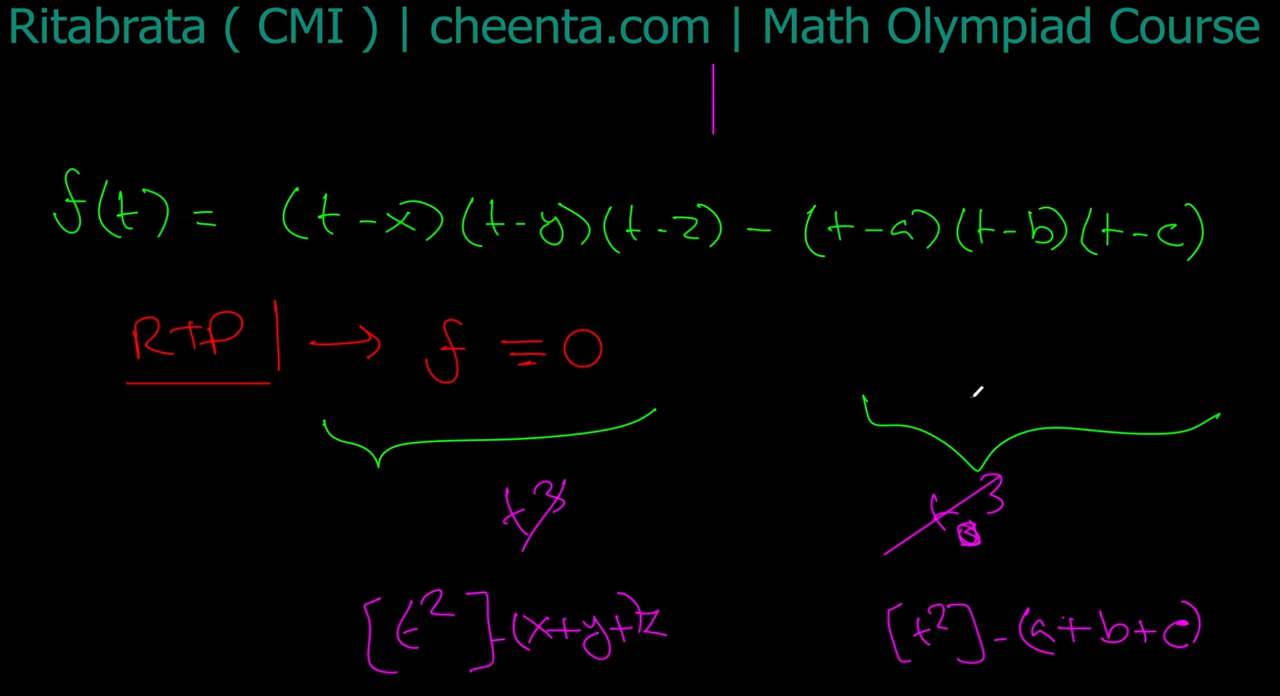 Ritabrata ( CMI ) | cheenta.com | Math Olympiad Course
f(t) = (t-x)(t-y)(t-z) - (t-a)(t-b)(t-c)
RTP | → f ≡ 0
t³ t³
[t²] - (x+y+)z [t²] - (a+b+c)